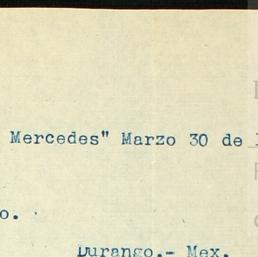 Mercedes" Marzo 30 de
o.
Durango.- Mex.